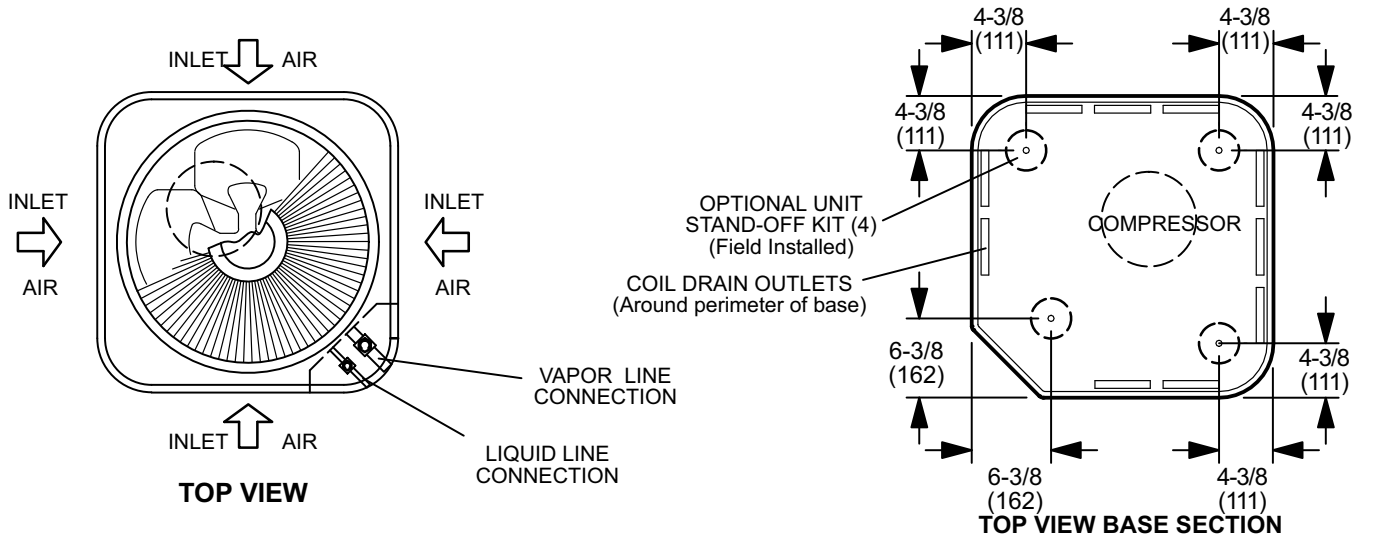 INLET AIR
INLET
AIR
INLET
AIR
INLET AIR
VAPOR LINE
CONNECTION
LIQUID LINE
CONNECTION
TOP VIEW
4-3/8
(111)
4-3/8
(111)
4-3/8
(111)
4-3/8
(111)
OPTIONAL UNIT
STAND-OFF KIT (4)
(Field Installed)
COMPRESSOR
COIL DRAIN OUTLETS
(Around perimeter of base)
6-3/8
(162)
4-3/8
(111)
6-3/8
(162)
4-3/8
(111)
TOP VIEW BASE SECTION